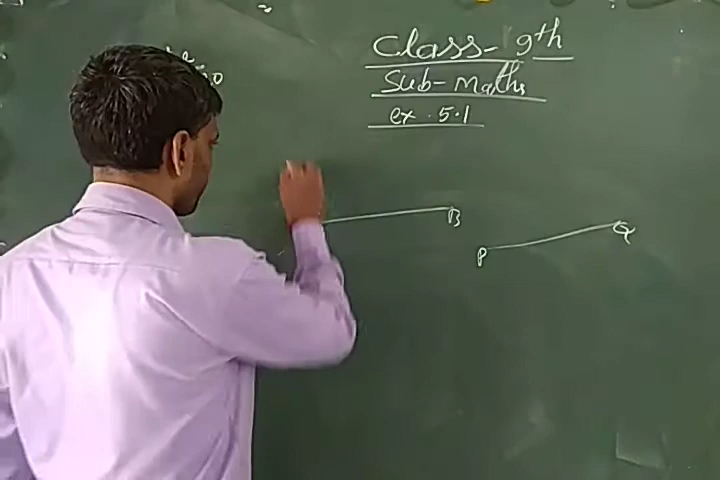 Class- 9th
Sub- Maths
ex. 5.1
B
P
Q